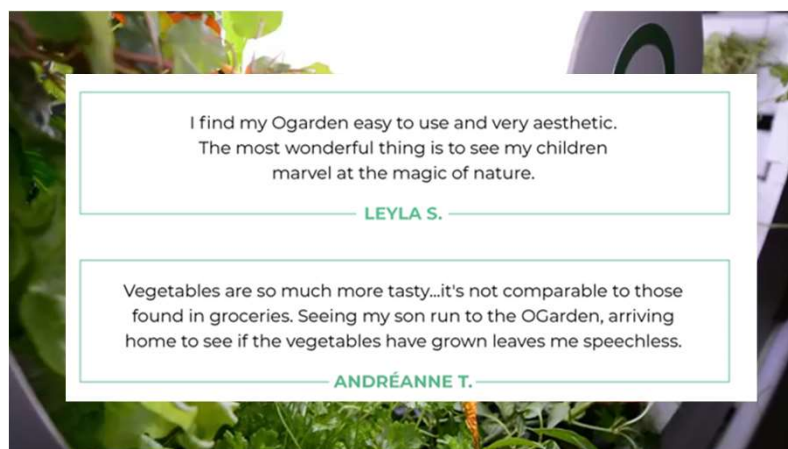 I find my Ogarden easy to use and very aesthetic.
The most wonderful thing is to see my children
marvel at the magic of nature.
LEYLA S.
Vegetables are so much more tasty...it's not comparable to those
found in groceries. Seeing my son run to the OGarden, arriving
home to see if the vegetables have grown leaves me speechless.
ANDRÉANNE T.